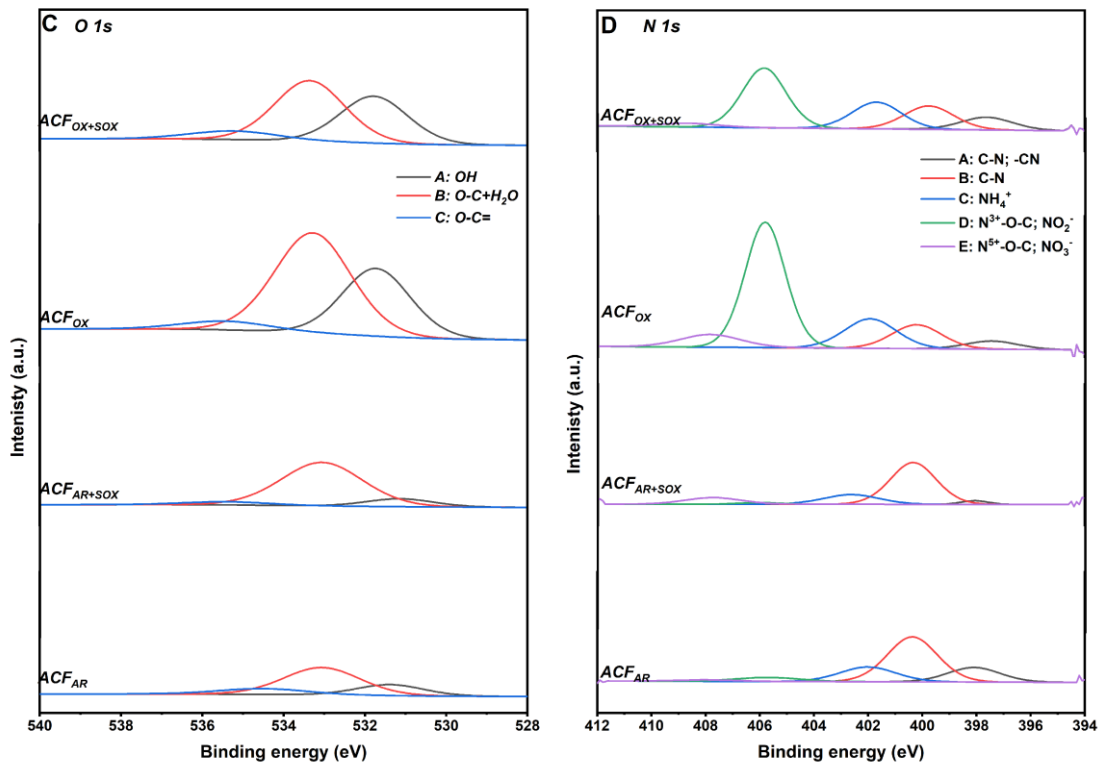 C O 1s
ACF_OX+SOX
A: OH
B: O-C+H₂O
C: O-C=
ACF_OX
ACF_AR+SOX
ACF_AR
Intenisty (a.u.)
540 538 536 534 532 530 528
Binding energy (eV)
D N 1s
ACF_OX+SOX
A: C-N; -CN
B: C-N
C: NH₄⁺
D: N³⁺-O-C; NO₂⁻
E: N⁵⁺-O-C; NO₃⁻
ACF_OX
ACF_AR+SOX
ACF_AR
Intenisty (a.u.)
412 410 408 406 404 402 400 398 396 394
Binding energy (eV)